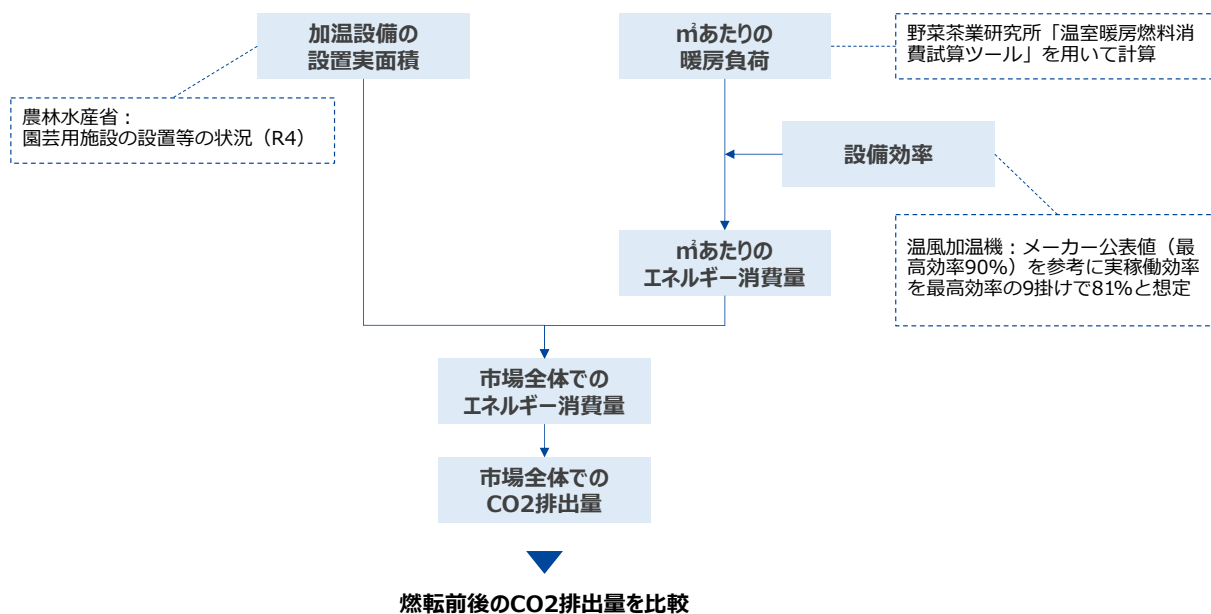 加温設備の
設置実面積
㎡あたりの
暖房負荷
野菜茶業研究所「温室暖房燃料消
費試算ツール」を用いて計算
農林水産省：
園芸用施設の設置等の状況（R4）
設備効率
㎡あたりの
エネルギー消費量
温風加温機：メーカー公表値（最
高効率90%）を参考に実稼働効率
を最高効率の9掛けで81%と想定
市場全体での
エネルギー消費量
市場全体での
CO2排出量
燃転前後のCO2排出量を比較